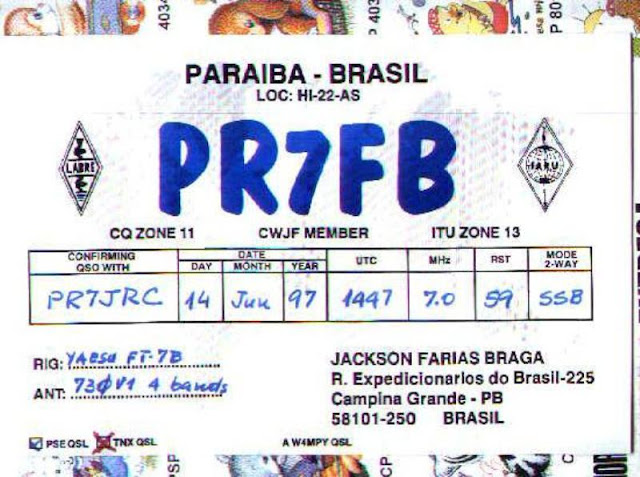 PARAIBA - BRASIL
LOC: HI-22-AS
LABRE
PR7FB
IARU
CQ ZONE 11 CWJF MEMBER ITU ZONE 13
CONFIRMING QSO WITH DATE DAY MONTH YEAR UTC MHz RST MODE 2-WAY
PR7JRC 14 Jun 97 1447 7.0 59 SSB
RIG: YAESU FT-7B
ANT: 73ØV1 4 bands
JACKSON FARIAS BRAGA
R. Expedicionarios do Brasil-225
Campina Grande - PB
58101-250 BRASIL
PSE QSL TNX QSL A W4MPY QSL